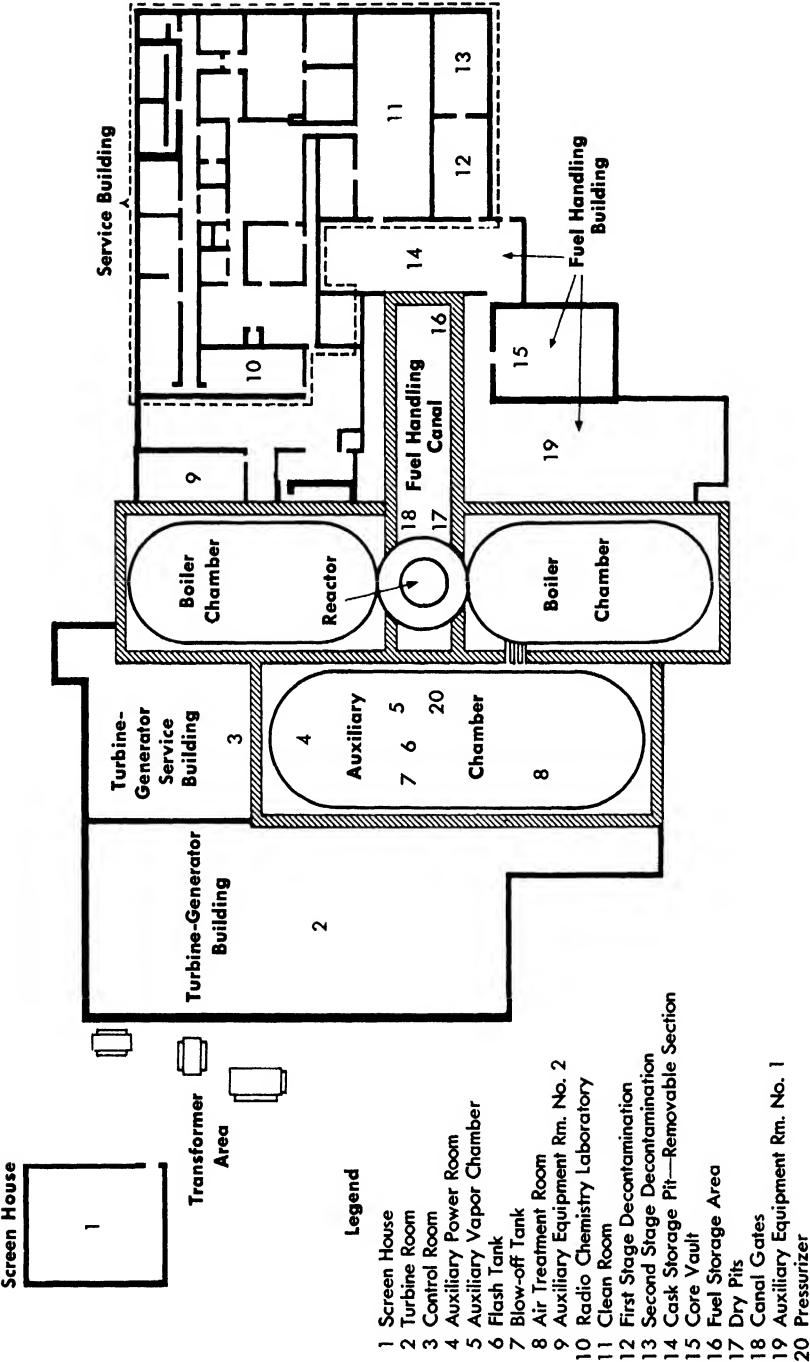 Screen House
1
Transformer
Area
Turbine-Generator
Building
2
Turbine-
Generator
Service
Building
3
4
Auxiliary
5
7 6
20
Chamber
8
Boiler
Chamber
Reactor
Boiler
Chamber
18
17
Fuel Handling
Canal
16
9
10
Service Building
11
12
13
14
15
19
Fuel Handling
Building
Legend
1 Screen House
2 Turbine Room
3 Control Room
4 Auxiliary Power Room
5 Auxiliary Vapor Chamber
6 Flash Tank
7 Blow-off Tank
8 Air Treatment Room
9 Auxiliary Equipment Rm. No. 2
10 Radio Chemistry Laboratory
11 Clean Room
12 First Stage Decontamination
13 Second Stage Decontamination
14 Cask Storage Pit—Removable Section
15 Core Vault
16 Fuel Storage Area
17 Dry Pits
18 Canal Gates
19 Auxiliary Equipment Rm. No. 1
20 Pressurizer